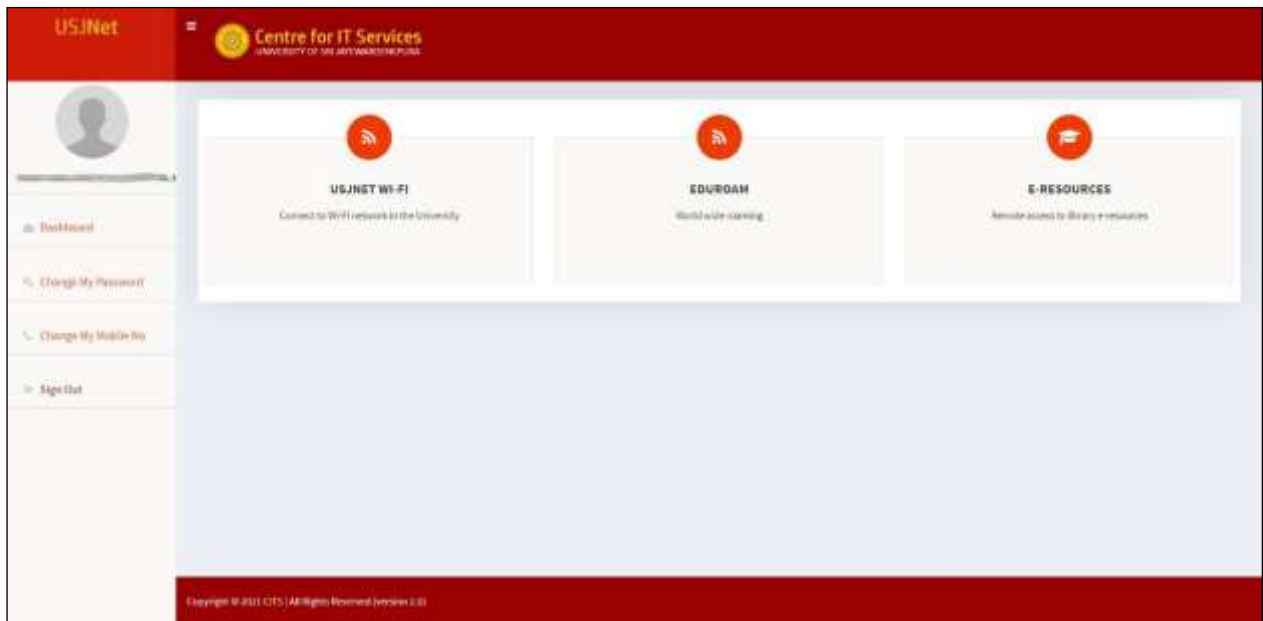 USJNet
Centre for IT Services
UNIVERSITY OF SRI JAYEWARDENEPURA
USJNET WI-FI
Connect to Wi-Fi network in the University
EDUROAM
World wide roaming
E-RESOURCES
Remote access to library e-resources
Dashboard
Change My Password
Change My Mobile No
Sign Out
Copyright © 2021 CITS | All Rights Reserved (version 2.0)